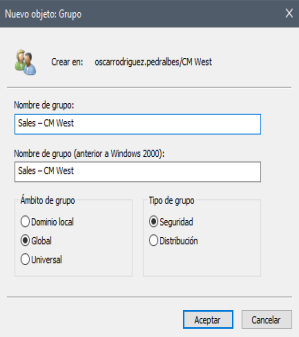 Nuevo objeto: Grupo
X
Crear en: oscarrodriguez.pedralbes/CM West
Nombre de grupo:
Sales – CM West
Nombre de grupo (anterior a Windows 2000):
Sales – CM West
Ámbito de grupo
Dominio local
Global
Universal
Tipo de grupo
Seguridad
Distribución
Aceptar
Cancelar